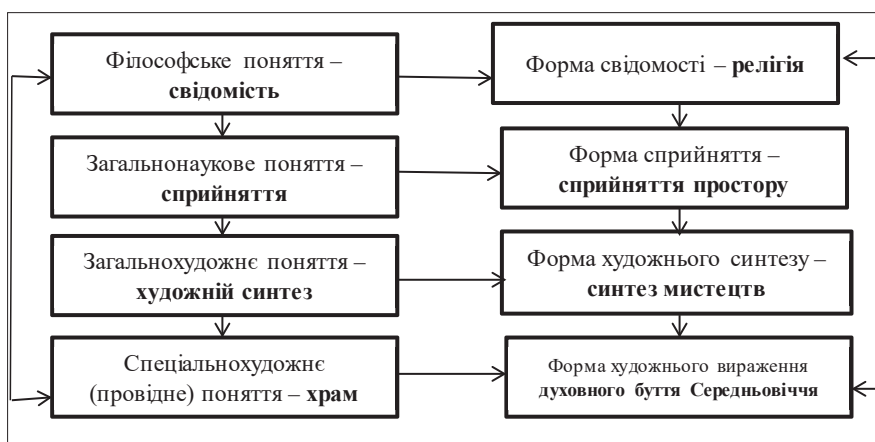 Філософське поняття –
свідомість
Форма свідомості – релігія
Загальнонаукове поняття –
сприйняття
Форма сприйняття –
сприйняття простору
Загальнохудожнє поняття –
художній синтез
Форма художнього синтезу –
синтез мистецтв
Спеціальнохудожнє
(провідне) поняття – храм
Форма художнього вираження
духовного буття Середньовіччя